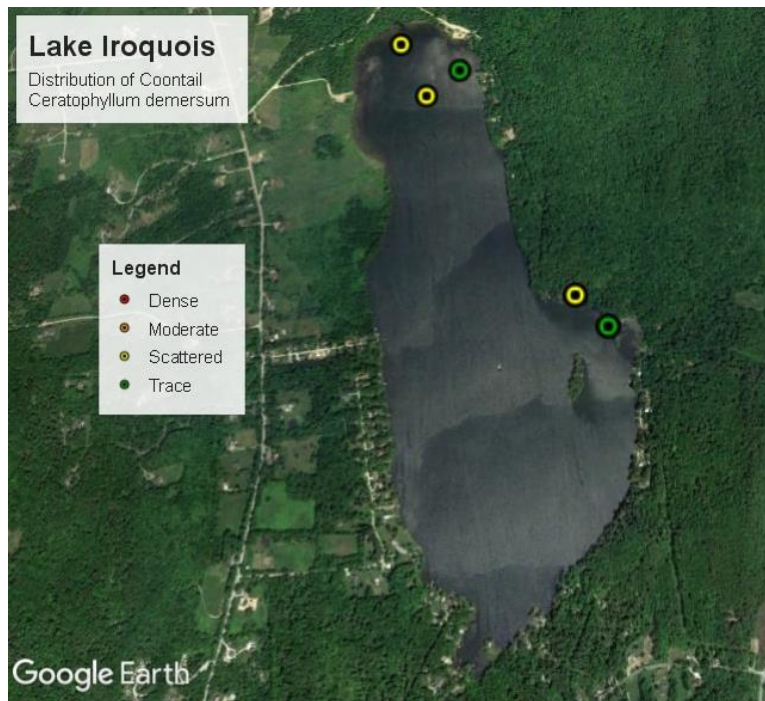 Lake Iroquois
Distribution of Coontail
Ceratophyllum demersum
Legend
Dense
Moderate
Scattered
Trace
Google Earth